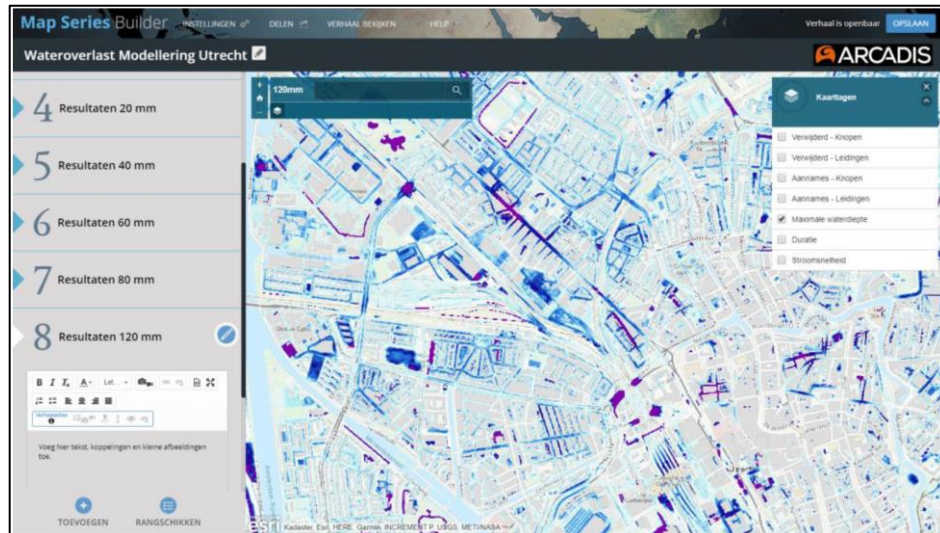 Map Series Builder INSTELLINGEN DELEN VERHAAL BEKIJKEN HELP Verhaal is openbaar OPSLAAN
Wateroverlast Modellering Utrecht ARCADIS
4 Resultaten 20 mm
5 Resultaten 40 mm
6 Resultaten 60 mm
7 Resultaten 80 mm
8 Resultaten 120 mm
B I A Let...
Voeg hier tekst, koppelingen en kleine afbeeldingen
toe.
TOEVOEGEN RANGSCHIKKEN
120mm
Kaartlagen
Verwijderd - Knopen
Verwijderd - Leidingen
Aannames - Knopen
Aannames - Leidingen
Maximale waterdiepte
Duratie
Stroomsnelheid
esri Kadaster, Esri, HERE, Garmin, INCREMENT P, USGS, METI/NASA